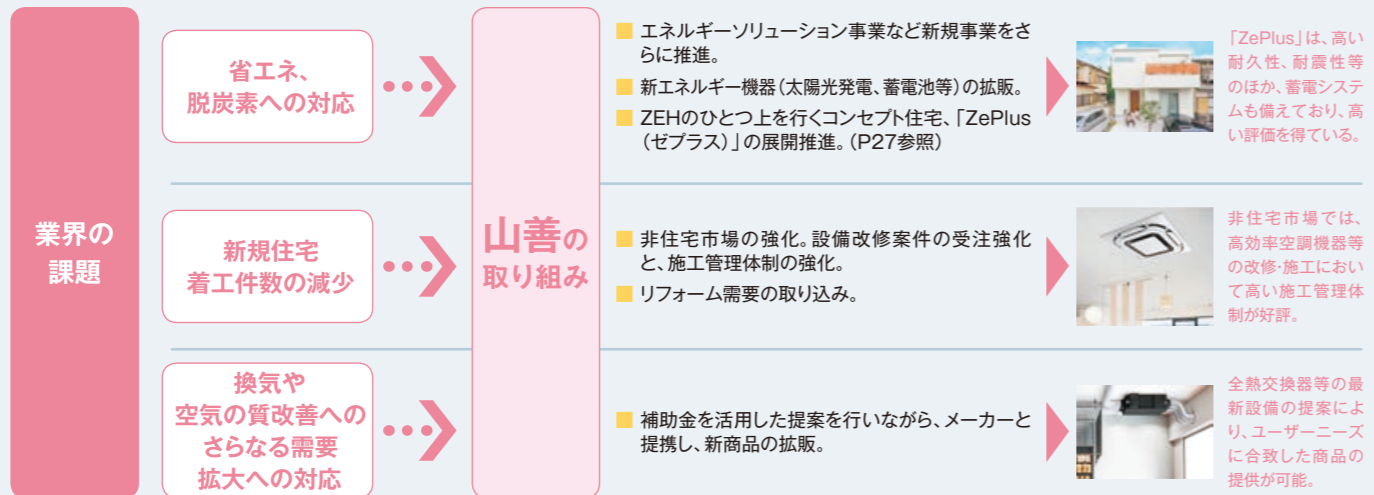 業界の
課題
省エネ、
脱炭素への対応
山善の
取り組み
エネルギーソリューション事業など新規事業をさ
らに推進。
新エネルギー機器(太陽光発電、蓄電池等)の拡販。
ZEHのひとつ上を行くコンセプト住宅、「ZePlus
(ゼプラス)」の展開推進。(P27参照)
「ZePlus」は、高い
耐久性、耐震性等
のほか、蓄電システ
ムも備えており、高
い評価を得ている。
新規住宅
着工件数の減少
非住宅市場の強化。設備改修案件の受注強化
と、施工管理体制の強化。
リフォーム需要の取り込み。
非住宅市場では、
高効率空調機器等
の改修・施工におい
て高い施工管理体
制が好評。
換気や
空気の質改善への
さらなる需要
拡大への対応
補助金を活用した提案を行いながら、メーカーと
提携し、新商品の拡販。
全熱交換器等の最
新設備の提案によ
り、ユーザーニーズ
に合致した商品の
提供が可能。